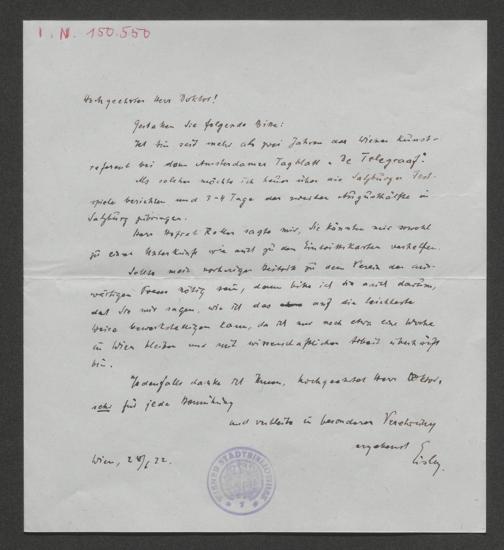 I. N. 150.550
Hochgeehrter Herr Doktor!
Gestatten Sie folgende Bitte:
Ich bin seit mehr als zwei Jahren der Wiener Kunst-
referent bei dem Amsterdamer Tagblatt „De Telegraaf".
Als solcher möchte ich heuer über die Salzburger Fest-
spiele berichten und 3-4 Tage der zweiten Augusthälfte in
Salzburg zubringen.
Herr Hofrat Roller sagte mir, Sie könnten mir sowohl
zu einer Unterkunft wie auch zu den Eintrittskarten verhelfen.
Sollte mein vorheriger Beitritt zu dem Verein der aus-
wärtigen Presse nötig sein, dann bitte ich Sie auch darum,
daß Sie mir sagen, wie ich das auf die leichteste
Weise bewerkstelligen kann, da ich nur noch etwa eine Woche
in Wien bleibe und mit wissenschaftlicher Arbeit überhäuft
bin.
Jedenfalls danke ich Ihnen, hochgeehrter Herr Doktor,
sehr für jede Bemühung
und verbleibe in besonderer Verehrung
ergebenst
Wien, 22.
WIENER STADTBIBLIOTHEK